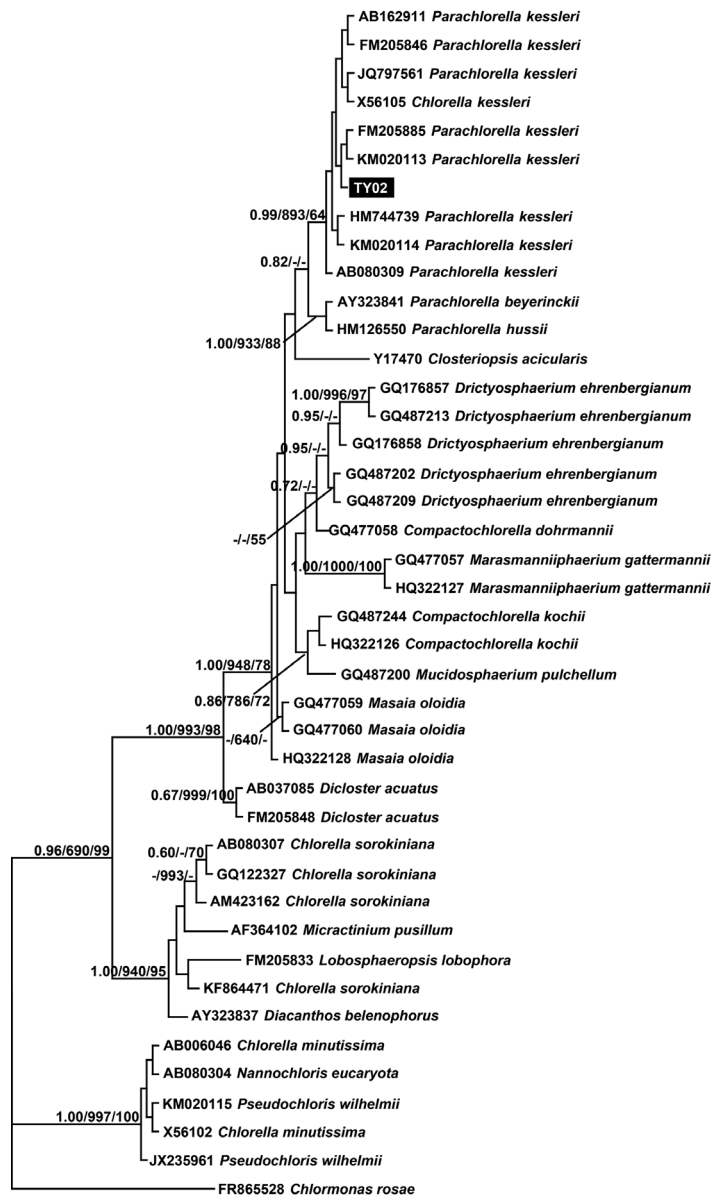 AB162911 Parachlorella kessleri
FM205846 Parachlorella kessleri
JQ797561 Parachlorella kessleri
X56105 Chlorella kessleri
FM205885 Parachlorella kessleri
KM020113 Parachlorella kessleri
TY02
0.99/893/64
HM744739 Parachlorella kessleri
KM020114 Parachlorella kessleri
0.82/-/-
AB080309 Parachlorella kessleri
AY323841 Parachlorella beyerinckii
HM126550 Parachlorella hussii
1.00/933/88
Y17470 Closteriopsis acicularis
GQ176857 Drictyosphaerium ehrenbergianum
1.00/996/97
GQ487213 Drictyosphaerium ehrenbergianum
0.95/-/-
GQ176858 Drictyosphaerium ehrenbergianum
0.95/-/-
GQ487202 Drictyosphaerium ehrenbergianum
0.72/-/-
GQ487209 Drictyosphaerium ehrenbergianum
GQ477058 Compactochlorella dohrmannii
-/-/55
GQ477057 Marasmanniiphaerium gattermannii
1.00/1000/100
HQ322127 Marasmanniiphaerium gattermannii
GQ487244 Compactochlorella kochii
HQ322126 Compactochlorella kochii
1.00/948/78
GQ487200 Mucidosphaerium pulchellum
0.86/786/72
GQ477059 Masaia oloidia
1.00/993/98
GQ477060 Masaia oloidia
-/640/-
HQ322128 Masaia oloidia
AB037085 Dicloster acuatus
0.67/999/100
FM205848 Dicloster acuatus
AB080307 Chlorella sorokiniana
0.96/690/99
0.60/-/70
GQ122327 Chlorella sorokiniana
-/993/-
AM423162 Chlorella sorokiniana
AF364102 Micractinium pusillum
FM205833 Lobosphaeropsis lobophora
1.00/940/95
KF864471 Chlorella sorokiniana
AY323837 Diacanthos belenophorus
AB006046 Chlorella minutissima
AB080304 Nannochloris eucaryota
KM020115 Pseudochloris wilhelmii
1.00/997/100
X56102 Chlorella minutissima
JX235961 Pseudochloris wilhelmii
FR865528 Chlormonas rosae